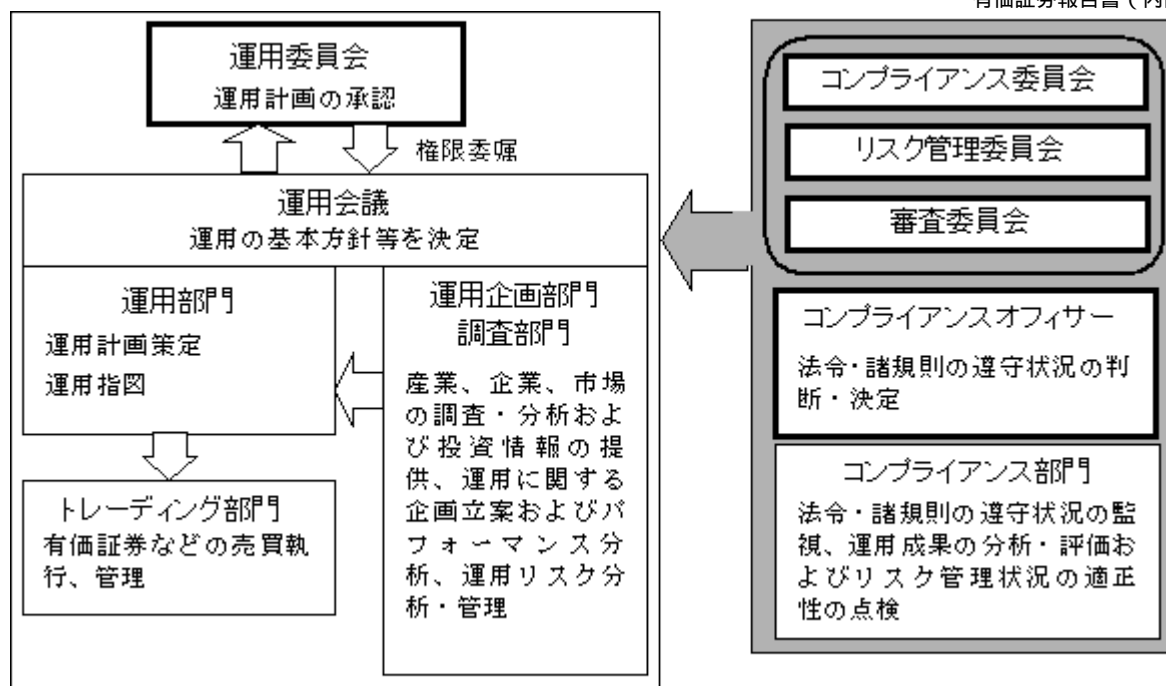 有価証券報告書(内
運用委員会
運用計画の承認
権限委嘱
運用会議
運用の基本方針等を決定
運用部門
運用計画策定
運用指図
運用企画部門
調査部門
産業、企業、市場
の調査・分析およ
び投資情報の提
供、運用に関する
企画立案およびパ
フォーマンス分
析、運用リスク分
析・管理
トレーディング部門
有価証券などの売買執
行、管理
コンプライアンス委員会
リスク管理委員会
審査委員会
コンプライアンスオフィサー
法令・諸規則の遵守状況の判
断・決定
コンプライアンス部門
法令・諸規則の遵守状況の監
視、運用成果の分析・評価お
よびリスク管理状況の適正
性の点検